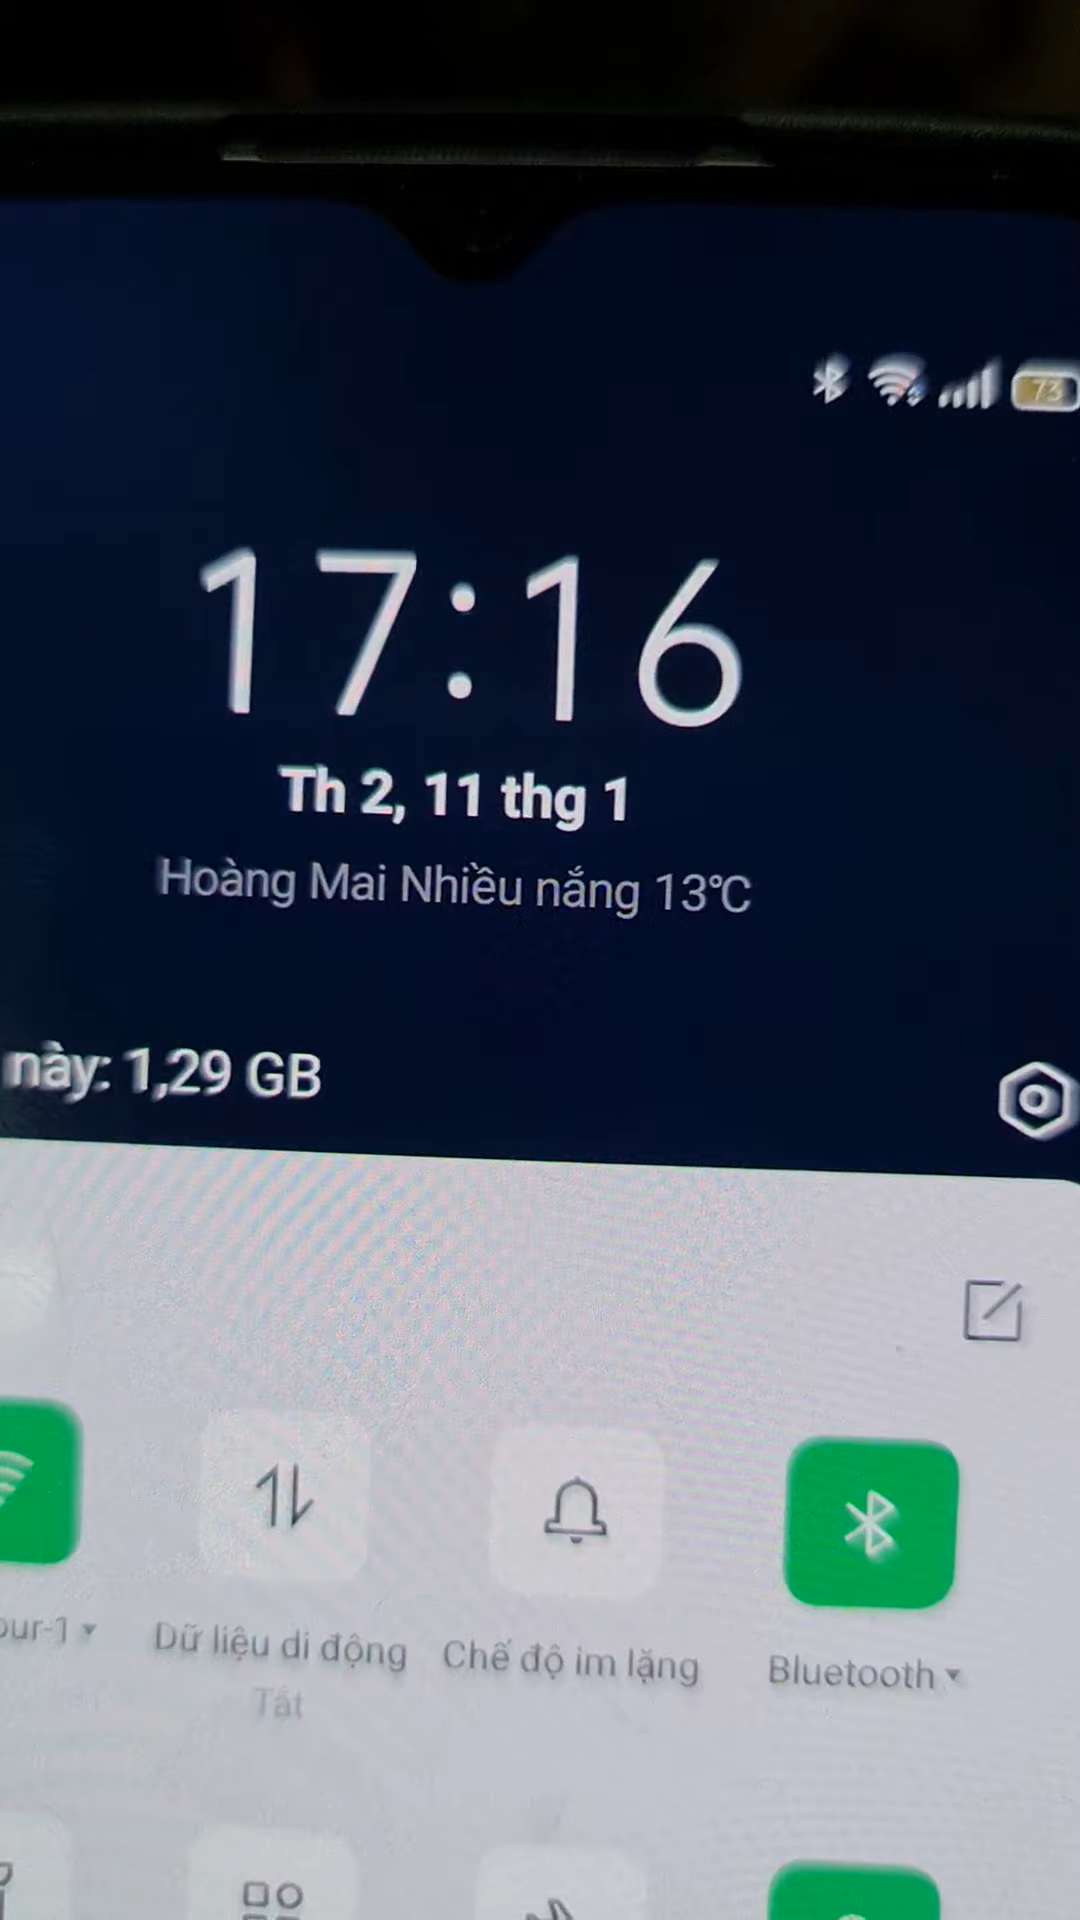 73
17:16
Th 2, 11 thg 1
Hoàng Mai Nhiều nắng 13°C
này: 1,29 GB
Dữ liệu di động
Chế độ im lặng
Bluetooth
Tắt